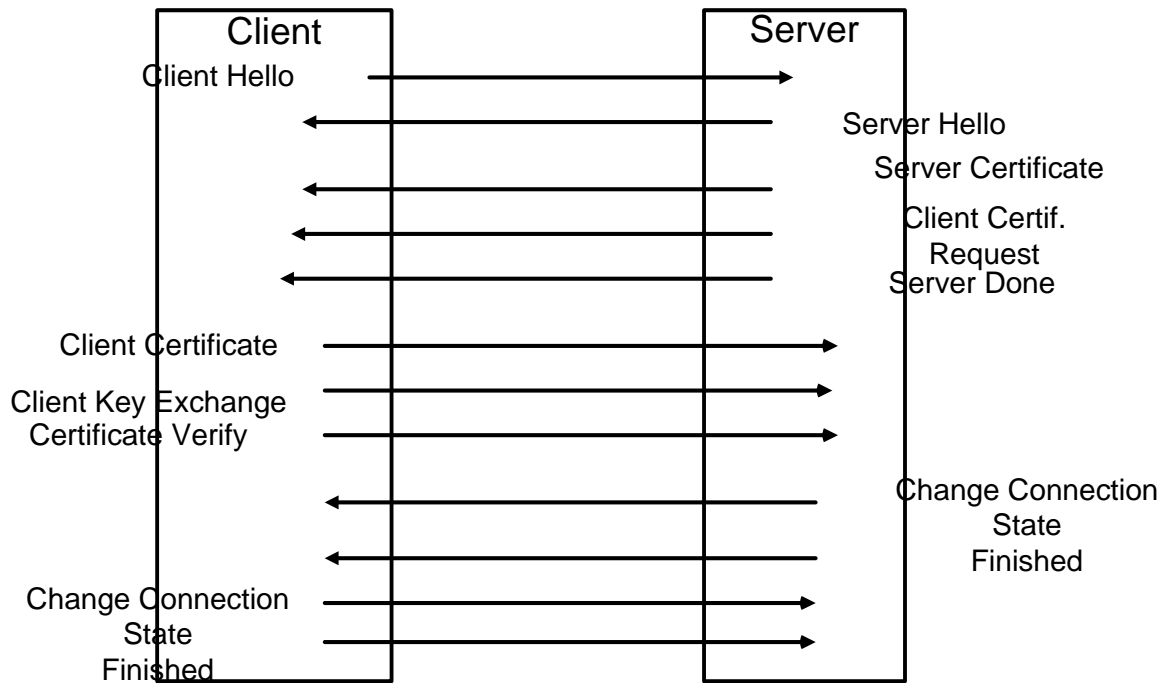 Client
Server
Client Hello
Server Hello
Server Certificate
Client Certif.
Request
Server Done
Client Certificate
Client Key Exchange
Certificate Verify
Change Connection
State
Finished
Change Connection
State
Finished